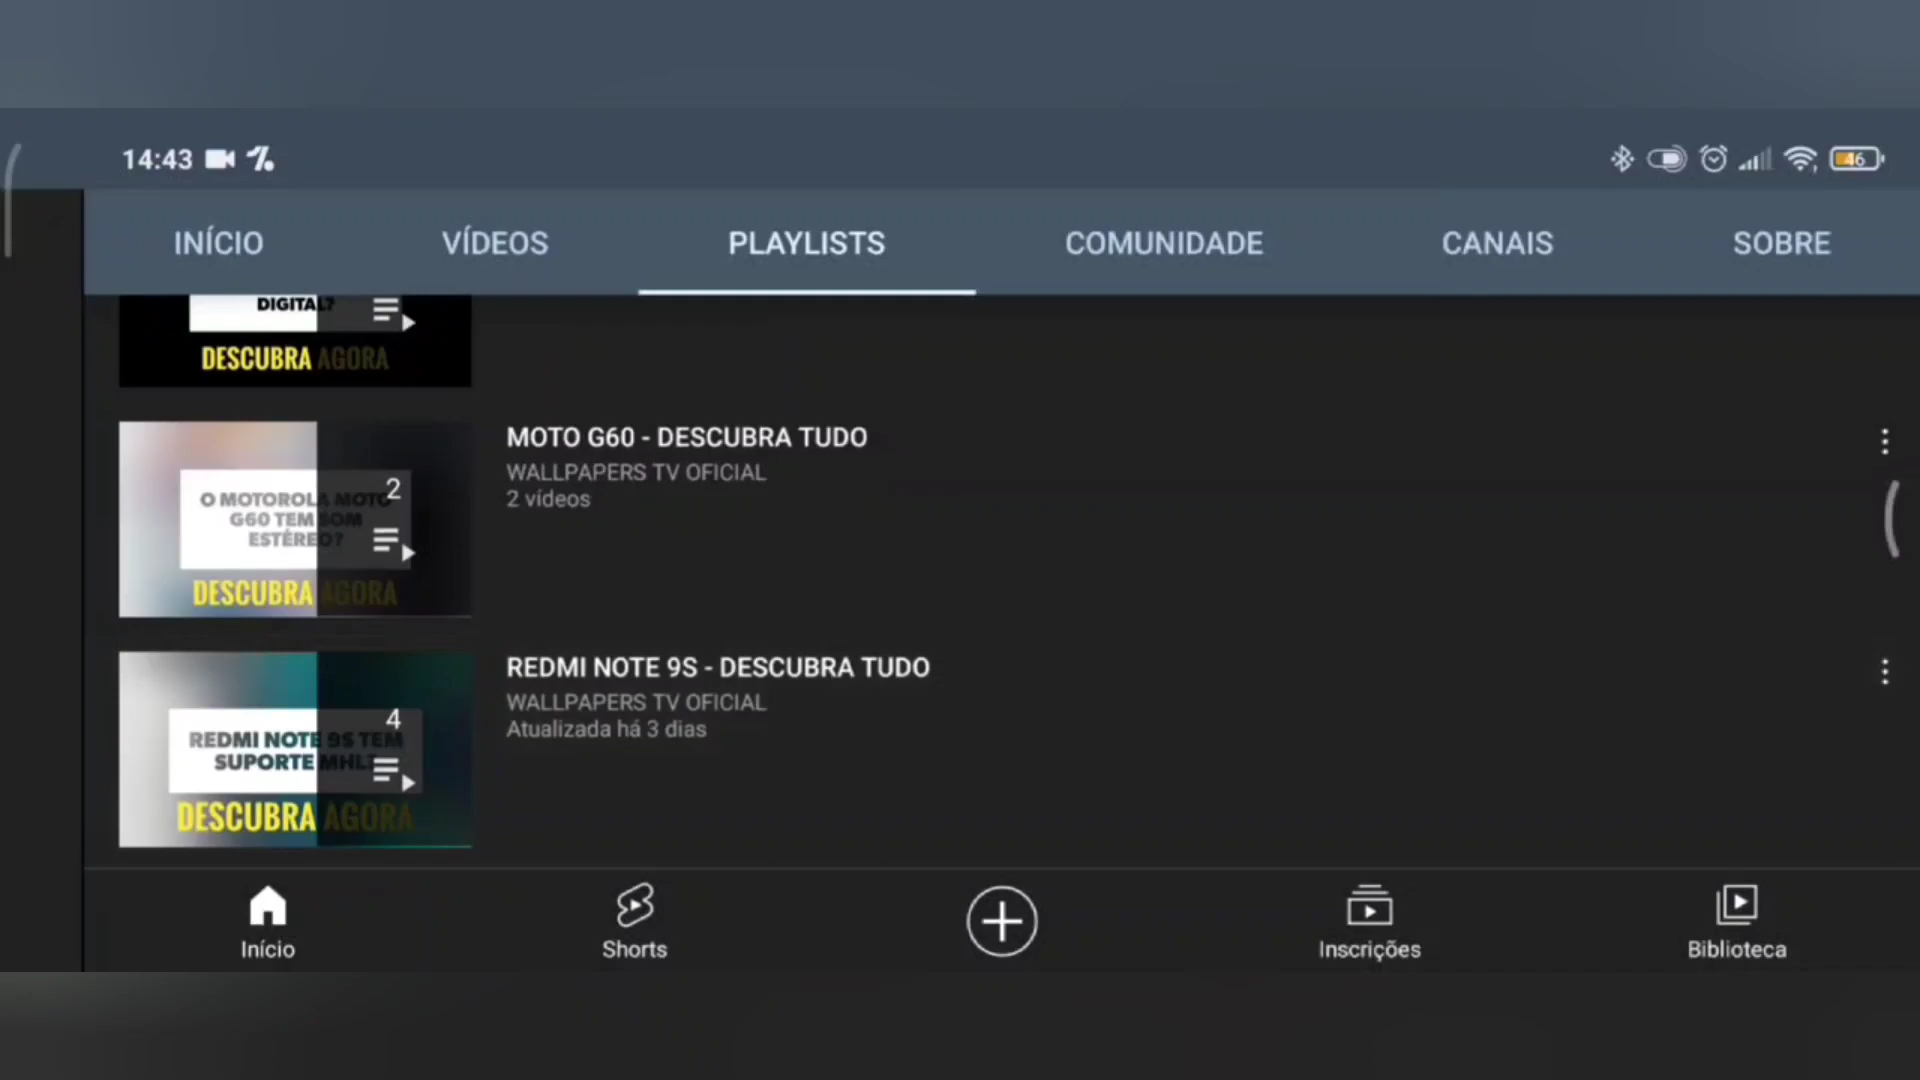 14:43
46
INÍCIO VÍDEOS PLAYLISTS COMUNIDADE CANAIS SOBRE
DIGITAL?
DESCUBRA AGORA
MOTO G60 - DESCUBRA TUDO
WALLPAPERS TV OFICIAL
2 vídeos
2
O MOTOROLA MOTO
G60 TEM SOM
ESTÉREO?
DESCUBRA AGORA
REDMI NOTE 9S - DESCUBRA TUDO
WALLPAPERS TV OFICIAL
Atualizada há 3 dias
4
REDMI NOTE 9S TEM
SUPORTE MHL?
DESCUBRA AGORA
Início Shorts Inscrições Biblioteca